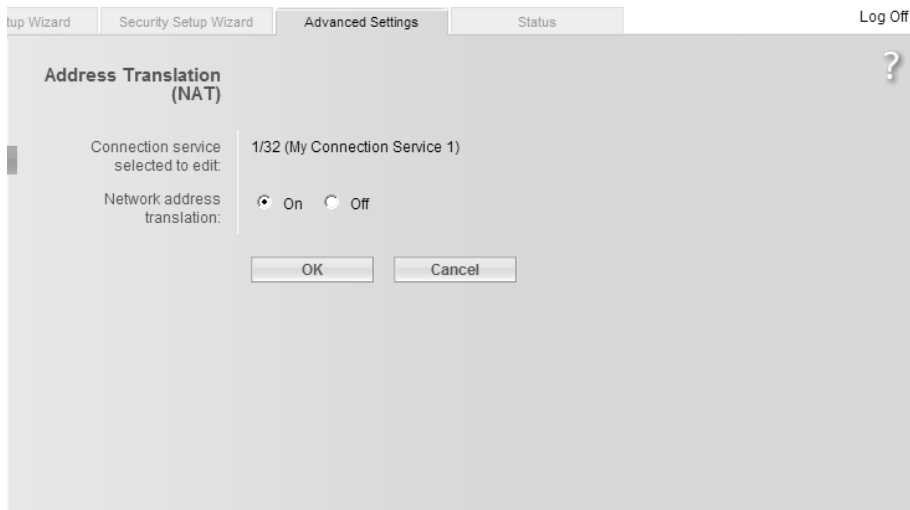 tup Wizard Security Setup Wizard Advanced Settings Status Log Off
?
Address Translation
(NAT)
Connection service
selected to edit:
1/32 (My Connection Service 1)
Network address
translation:
On Off
OK Cancel